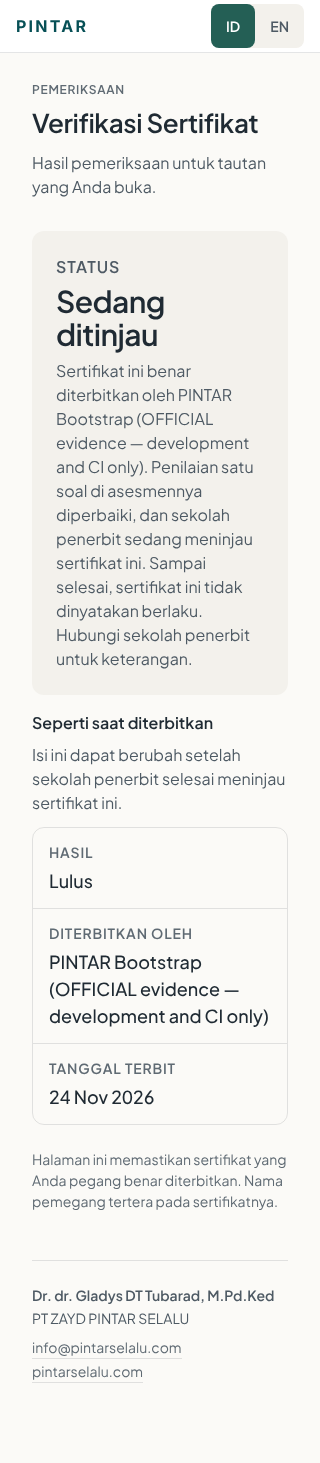 PINTAR
ID
EN
PEMERIKSAAN
Verifikasi Sertifikat
Hasil pemeriksaan untuk tautan
yang Anda buka.
STATUS
Sedang
ditinjau
Sertifikat ini benar
diterbitkan oleh PINTAR
Bootstrap (OFFICIAL
evidence — development
and CI only). Penilaian satu
soal di asesmennya
diperbaiki, dan sekolah
penerbit sedang meninjau
sertifikat ini. Sampai
selesai, sertifikat ini tidak
dinyatakan berlaku.
Hubungi sekolah penerbit
untuk keterangan.
Seperti saat diterbitkan
Isi ini dapat berubah setelah
sekolah penerbit selesai meninjau
sertifikat ini.
HASIL
Lulus
DITERBITKAN OLEH
PINTAR Bootstrap
(OFFICIAL evidence —
development and CI only)
TANGGAL TERBIT
24 Nov 2026
Halaman ini memastikan sertifikat yang
Anda pegang benar diterbitkan. Nama
pemegang tertera pada sertifikatnya.
Dr. dr. Gladys DT Tubarad, M.Pd.Ked
PT ZAYD PINTAR SELALU
info@pintarselalu.com
pintarselalu.com